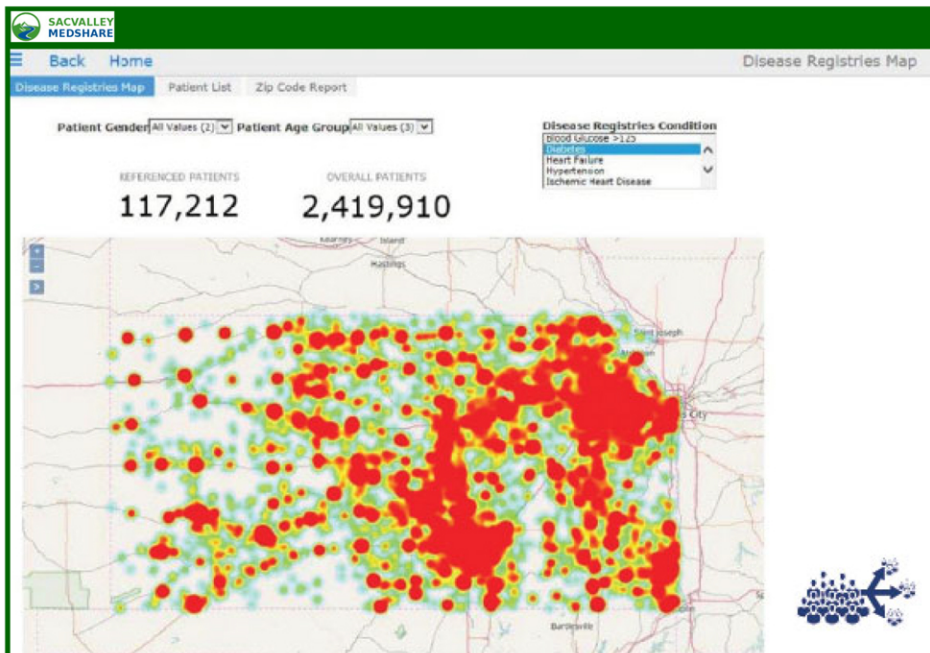 SACVALLEY
MEDSHARE
Back Home
Disease Registries Map
Disease Registries Map Patient List Zip Code Report
Patient Gender All Values (2) Patient Age Group All Values (3)
Disease Registries Condition
Blood Glucose >125
Diabetes
Heart Failure
Hypertension
Ischemic Heart Disease
REFERENCED PATIENTS OVERALL PATIENTS
117,212 2,419,910
Kearney Island
Hastings
Saint Joseph
Atchison
City
Bartlesville